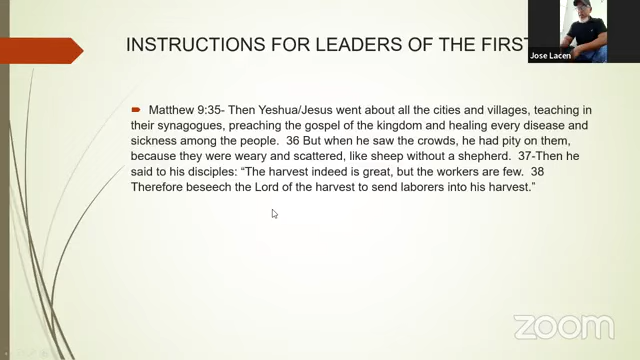 INSTRUCTIONS FOR LEADERS OF THE FIRST
Jose Lacen
Matthew 9:35- Then Yeshua/Jesus went about all the cities and villages, teaching in
their synagogues, preaching the gospel of the kingdom and healing every disease and
sickness among the people.  36 But when he saw the crowds, he had pity on them,
because they were weary and scattered, like sheep without a shepherd.  37-Then he
said to his disciples: “The harvest indeed is great, but the workers are few.  38
Therefore beseech the Lord of the harvest to send laborers into his harvest.”
zoom